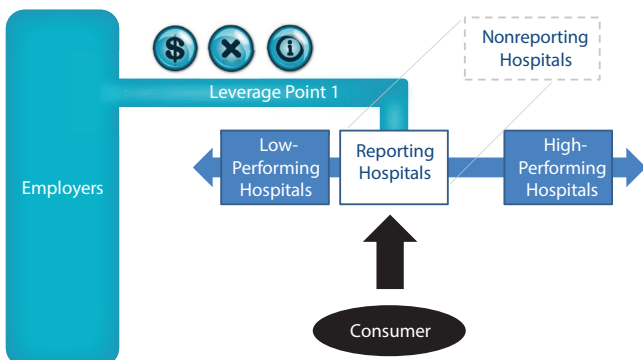 $
Nonreporting
Hospitals
Leverage Point 1
Low-
Performing
Hospitals
Reporting
Hospitals
High-
Performing
Hospitals
Employers
Consumer